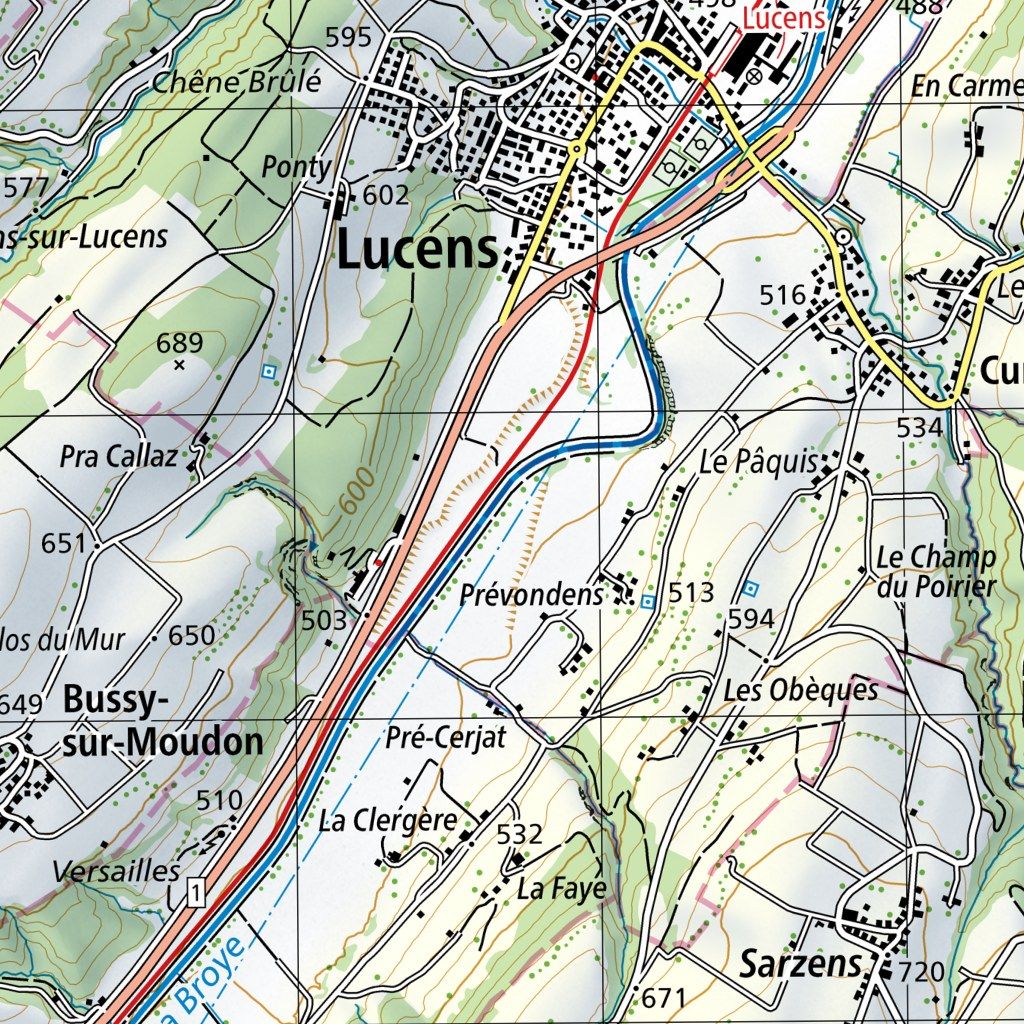 Lucens
488
595
Chêne Brûlé
En Carme
Ponty
577
602
ns-sur-Lucens
Lucens
516
Le
689
Cur
534
Pra Callaz
Le Pâquis
600
651
Le Champ
du Poirier
Prévondens
513
594
503
los du Mur
650
649
Bussy-
sur-Moudon
Les Obèques
Pré-Cerjat
510
La Clergère
532
Versailles
1
La Faye
a Broye
Sarzens
720
671